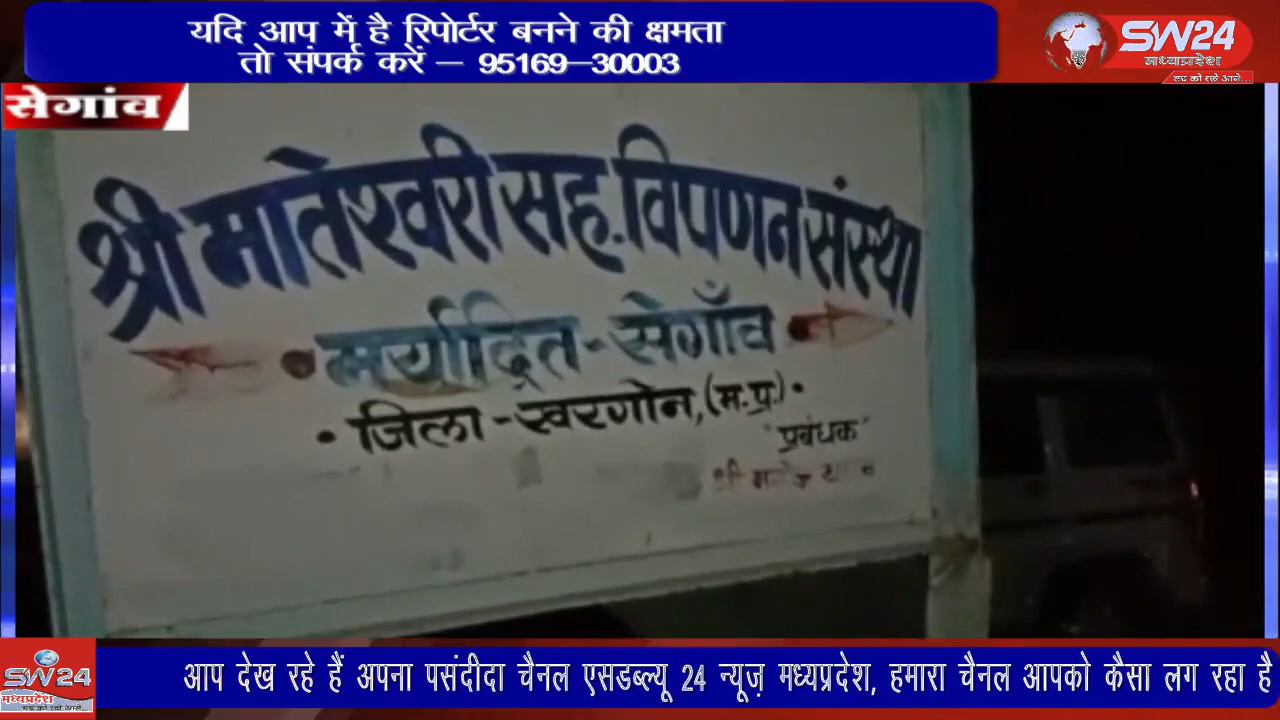 यदि आप में है रिपोर्टर बनने की क्षमता
तो संपर्क करें – 95169–30003
SW24
मध्यप्रदेश
सेगांव
श्री मातेश्वरी सह. विपणन संस्था
मर्यादित - सेगाँव
जिला - खरगोन, (म.प्र.)
"प्रबंधक"
श्री
SW24
मध्यप्रदेश
आप देख रहे हैं अपना पसंदीदा चैनल एसडब्ल्यू 24 न्यूज़ मध्यप्रदेश, हमारा चैनल आपको कैसा लग रहा है